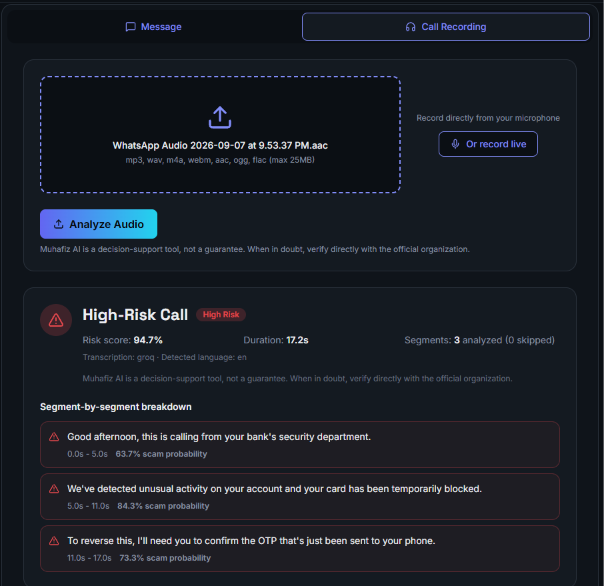 Message
Call Recording
WhatsApp Audio 2026-09-07 at 9.53.37 PM.aac
mp3, wav, m4a, webm, aac, ogg, flac (max 25MB)
Record directly from your microphone
Or record live
Analyze Audio
Muhafiz AI is a decision-support tool, not a guarantee. When in doubt, verify directly with the official organization.
High-Risk Call High Risk
Risk score: 94.7% Duration: 17.2s Segments: 3 analyzed (0 skipped)
Transcription: groq · Detected language: en
Muhafiz AI is a decision-support tool, not a guarantee. When in doubt, verify directly with the official organization.
Segment-by-segment breakdown
Good afternoon, this is calling from your bank's security department.
0.0s - 5.0s 63.7% scam probability
We've detected unusual activity on your account and your card has been temporarily blocked.
5.0s - 11.0s 84.3% scam probability
To reverse this, I'll need you to confirm the OTP that's just been sent to your phone.
11.0s - 17.0s 73.3% scam probability